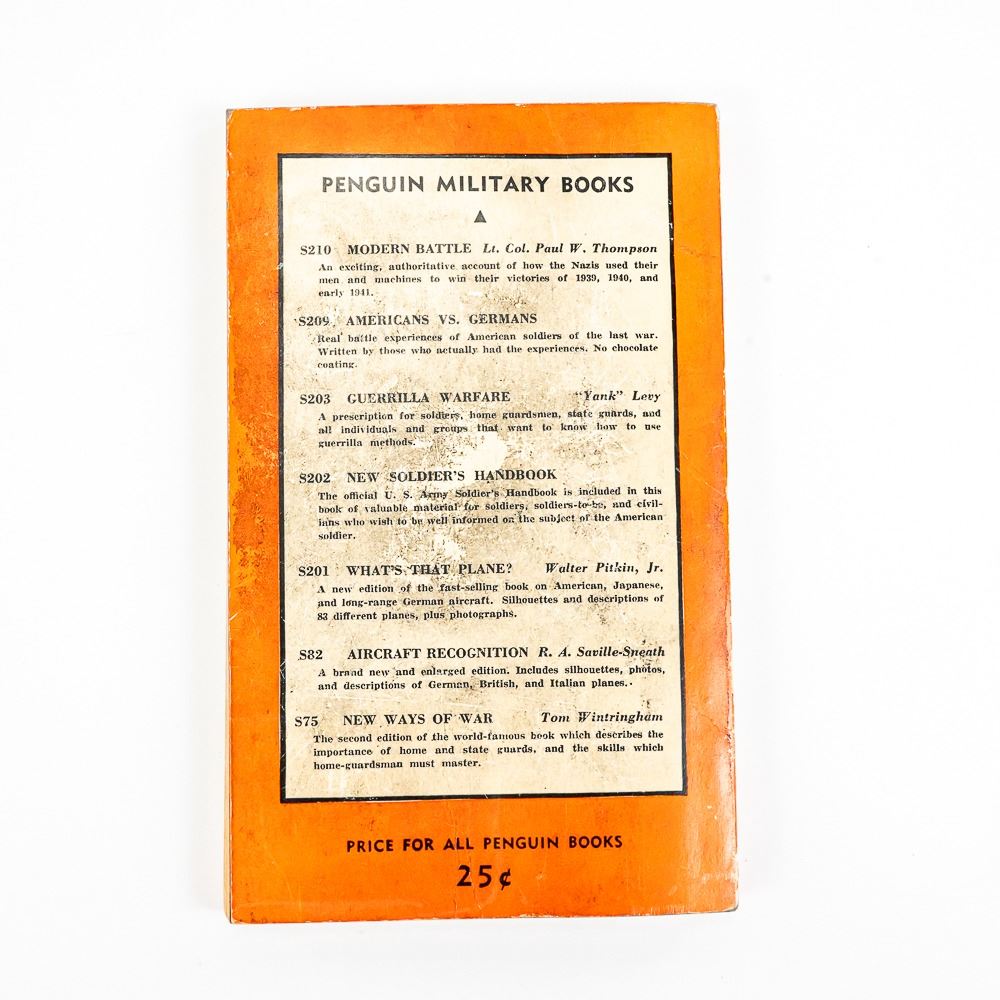 PENGUIN MILITARY BOOKS
S210 MODERN BATTLE Lt. Col. Paul W. Thompson
An exciting, authoritative account of how the Nazis used their
men and machines to win their victories of 1939, 1940, and
early 1941.
S209 AMERICANS VS. GERMANS
Real battle experiences of American soldiers of the last war.
Written by those who actually had the experiences. No chocolate
coating.
S203 GUERRILLA WARFARE "Yank" Levy
A prescription for soldiers, home guardsmen, state guards, and
all individuals and groups that want to know how to use
guerrilla methods.
S202 NEW SOLDIER'S HANDBOOK
The official U. S. Army Soldier's Handbook is included in this
book of valuable material for soldiers, soldiers-to-be, and civil-
ians who wish to be well informed on the subject of the American
soldier.
S201 WHAT'S THAT PLANE? Walter Pitkin, Jr.
A new edition of the fast-selling book on American, Japanese,
and long-range German aircraft. Silhouettes and descriptions of
83 different planes, plus photographs.
S82 AIRCRAFT RECOGNITION R. A. Saville-Sneath
A brand new and enlarged edition. Includes silhouettes, photos,
and descriptions of German, British, and Italian planes.
S75 NEW WAYS OF WAR Tom Wintringham
The second edition of the world-famous book which describes the
importance of home and state guards, and the skills which
home-guardsman must master.
PRICE FOR ALL PENGUIN BOOKS
25¢